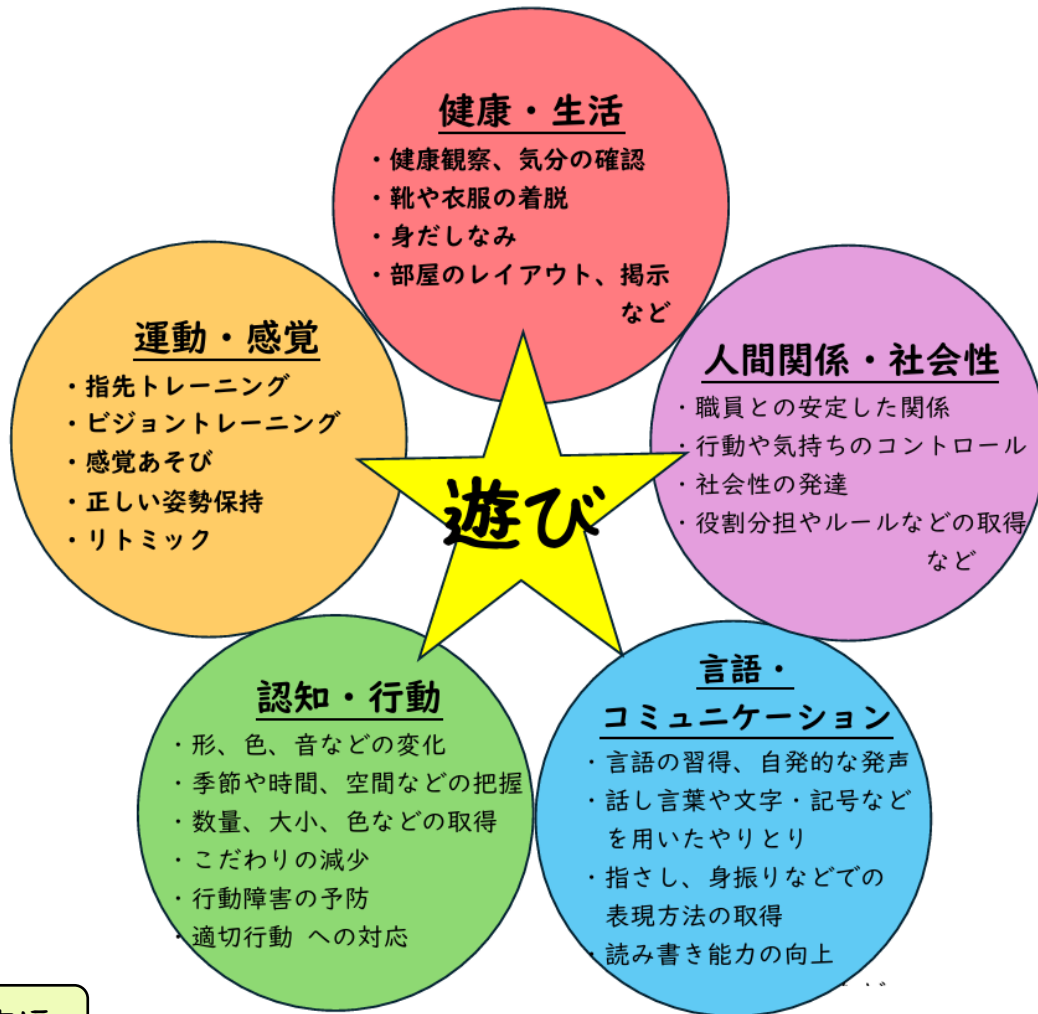 健康・生活
・健康観察、気分の確認
・靴や衣服の着脱
・身だしなみ
・部屋のレイアウト、掲示
など
運動・感覚
・指先トレーニング
・ビジョントレーニング
・感覚あそび
・正しい姿勢保持
・リトミック
人間関係・社会性
・職員との安定した関係
・行動や気持ちのコントロール
・社会性の発達
・役割分担やルールなどの取得
など
遊び
認知・行動
・形、色、音などの変化
・季節や時間、空間などの把握
・数量、大小、色などの取得
・こだわりの減少
・行動障害の予防
・適切行動 への対応
言語・
コミュニケーション
・言語の習得、自発的な発声
・話し言葉や文字・記号など
を用いたやりとり
・指さし、身振りなどでの
表現方法の取得
・読み書き能力の向上